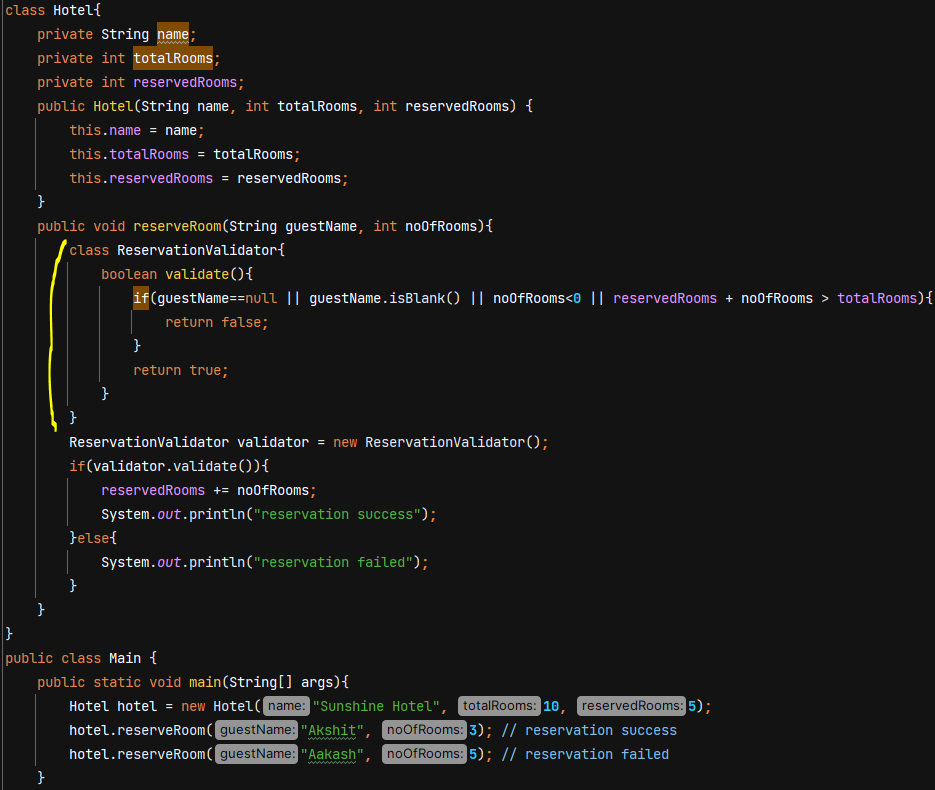 class Hotel{
private String name;
private int totalRooms;
private int reservedRooms;
public Hotel(String name, int totalRooms, int reservedRooms) {
this.name = name;
this.totalRooms = totalRooms;
this.reservedRooms = reservedRooms;
}
public void reserveRoom(String guestName, int noOfRooms){
class ReservationValidator{
boolean validate(){
if(guestName==null || guestName.isBlank() || noOfRooms<0 || reservedRooms + noOfRooms > totalRooms){
return false;
}
return true;
}
}
ReservationValidator validator = new ReservationValidator();
if(validator.validate()){
reservedRooms += noOfRooms;
System.out.println("reservation success");
}else{
System.out.println("reservation failed");
}
}
}
public class Main {
public static void main(String[] args){
Hotel hotel = new Hotel( name: "Sunshine Hotel", totalRooms: 10, reservedRooms: 5);
hotel.reserveRoom( guestName: "Akshit", noOfRooms: 3); // reservation success
hotel.reserveRoom( guestName: "Aakash", noOfRooms: 5); // reservation failed
}